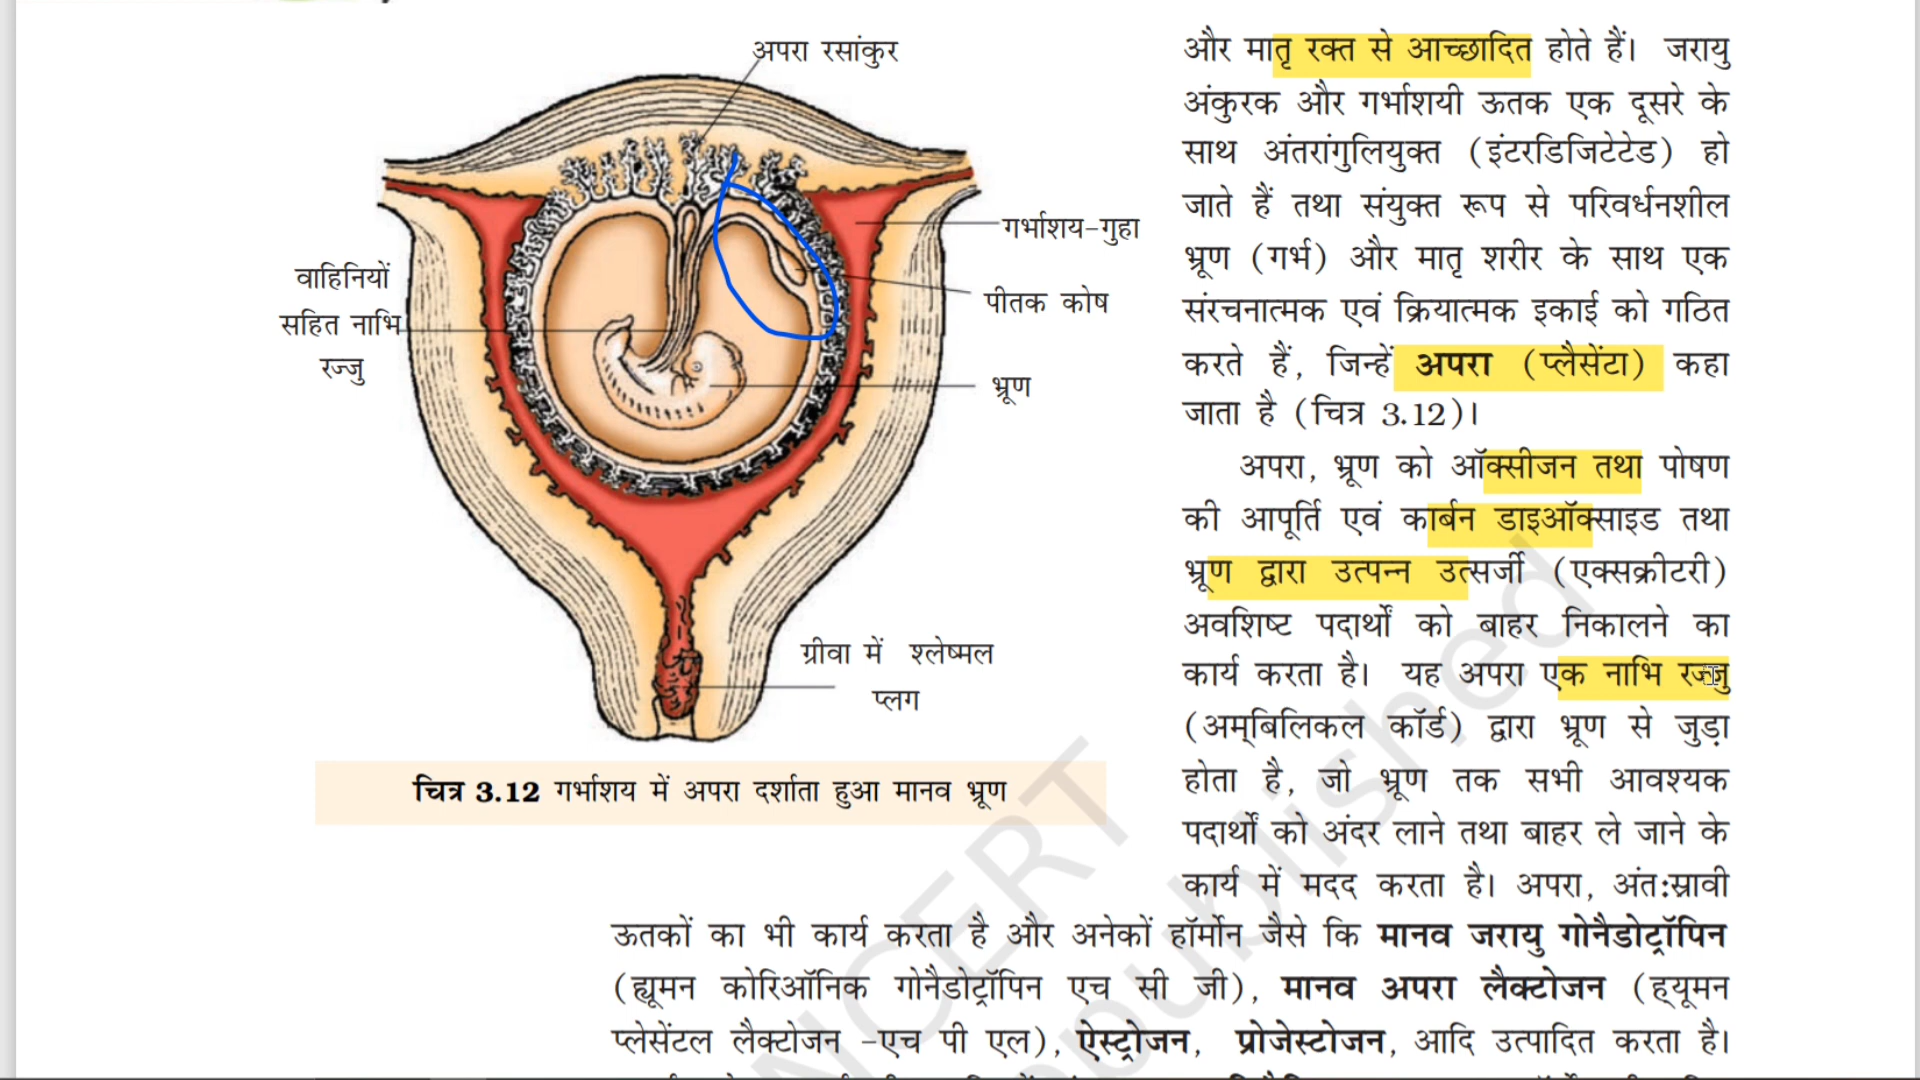 अपरा रसांकुर
गर्भाशय-गुहा
वाहिनियों
सहित नाभि
रज्जु
पीतक कोष
भ्रूण
ग्रीवा में श्लेष्मल
प्लग
चित्र 3.12 गर्भाशय में अपरा दर्शाता हुआ मानव भ्रूण
और मातृ रक्त से आच्छादित होते हैं। जरायु
अंकुरक और गर्भाशयी ऊतक एक दूसरे के
साथ अंतरांगुलियुक्त (इंटरडिजिटेटेड) हो
जाते हैं तथा संयुक्त रूप से परिवर्धनशील
भ्रूण (गर्भ) और मातृ शरीर के साथ एक
संरचनात्मक एवं क्रियात्मक इकाई को गठित
करते हैं, जिन्हें अपरा (प्लैसेंटा) कहा
जाता है (चित्र 3.12)।
अपरा, भ्रूण को ऑक्सीजन तथा पोषण
की आपूर्ति एवं कार्बन डाइऑक्साइड तथा
भ्रूण द्वारा उत्पन्न उत्सर्जी (एक्सक्रीटरी)
अवशिष्ट पदार्थों को बाहर निकालने का
कार्य करता है। यह अपरा एक नाभि रज्जु
(अम्‌बिलिकल कॉर्ड) द्वारा भ्रूण से जुड़ा
होता है, जो भ्रूण तक सभी आवश्यक
पदार्थों को अंदर लाने तथा बाहर ले जाने के
कार्य में मदद करता है। अपरा, अंत:स्रावी
ऊतकों का भी कार्य करता है और अनेकों हॉर्मोन जैसे कि मानव जरायु गोनैडोट्रॉपिन
(ह्यूमन कोरिऑनिक गोनैडोट्रॉपिन एच सी जी), मानव अपरा लैक्टोजन (ह्‌यूमन
प्लेसेंटल लैक्टोजन -एच पी एल), ऐस्ट्रोजन, प्रोजेस्टोजन, आदि उत्पादित करता है।
NCERT
published